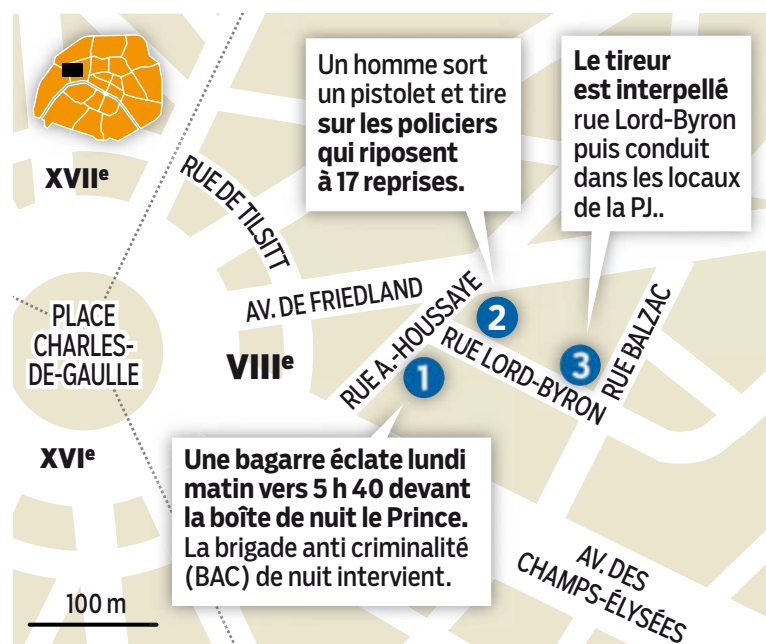 XVIIᵉ
RUE DE TILSITT
Un homme sort
un pistolet et tire
sur les policiers
qui ripostent
à 17 reprises.
Le tireur
est interpellé
rue Lord-Byron
puis conduit
dans les locaux
de la PJ..
PLACE
CHARLES-
DE-GAULLE
AV. DE FRIEDLAND
VIIIᵉ
RUE A.-HOUSSAYE
2
RUE LORD-BYRON
3
RUE BALZAC
1
XVIᵉ
Une bagarre éclate lundi
matin vers 5 h 40 devant
la boîte de nuit le Prince.
La brigade anti criminalité
(BAC) de nuit intervient.
AV. DES
CHAMPS-ÉLYSÉES
100 m